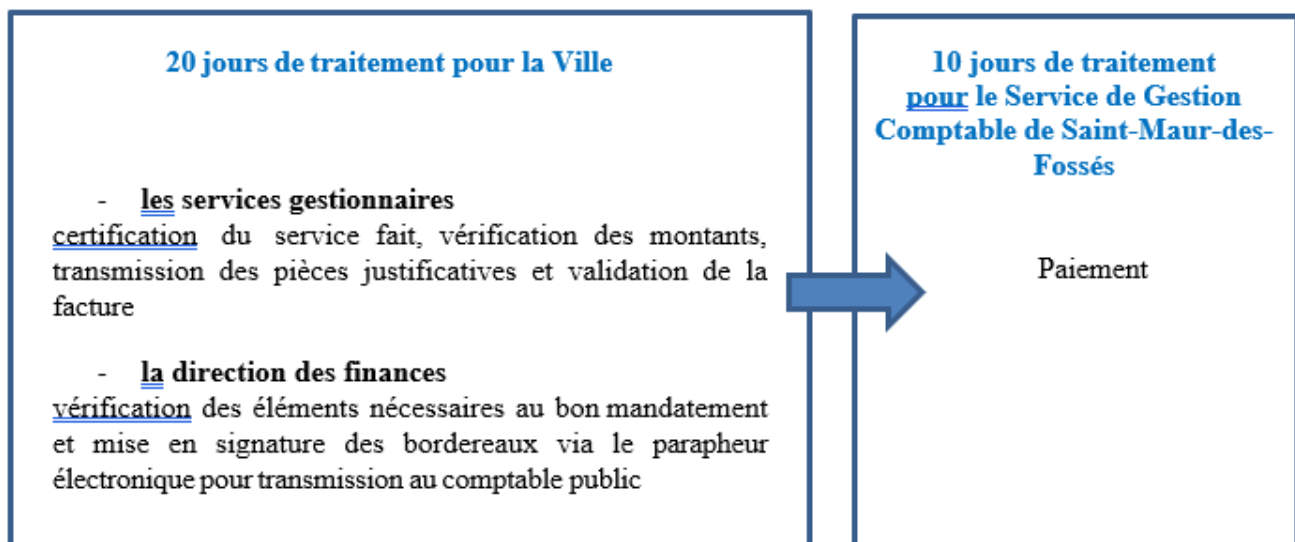 20 jours de traitement pour la Ville
- les services gestionnaires
certification du service fait, vérification des montants,
transmission des pièces justificatives et validation de la
facture
- la direction des finances
vérification des éléments nécessaires au bon mandatement
et mise en signature des bordereaux via le parapheur
électronique pour transmission au comptable public
10 jours de traitement
pour le Service de Gestion
Comptable de Saint-Maur-des-
Fossés
Paiement